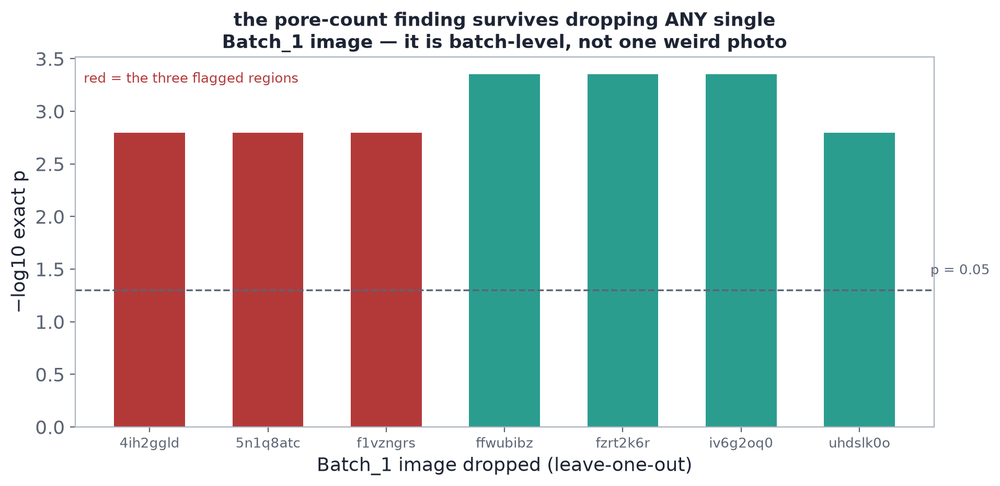 the pore-count finding survives dropping ANY single
Batch_1 image — it is batch-level, not one weird photo
red = the three flagged regions
−log10 exact p
3.5
3.0
2.5
2.0
1.5
1.0
0.5
0.0
p = 0.05
4ih2ggld
5n1q8atc
f1vzngrs
ffwubibz
fzrt2k6r
iv6g2oq0
uhdslk0o
Batch_1 image dropped (leave-one-out)